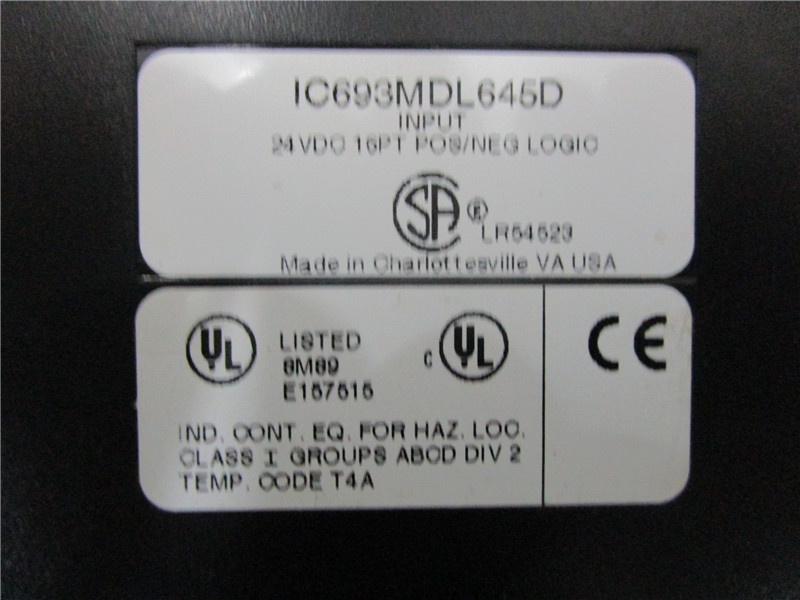 IC693MDL645D
INPUT
24VDC 16PT POS/NEG LOGIC
SA ®
LR54523
Made in Charlottesville VA USA
UL
LISTED
8M89
E157515
C UL
CE
IND. CONT. EQ. FOR HAZ. LOC.
CLASS I GROUPS ABCD DIV 2
TEMP. CODE T4A